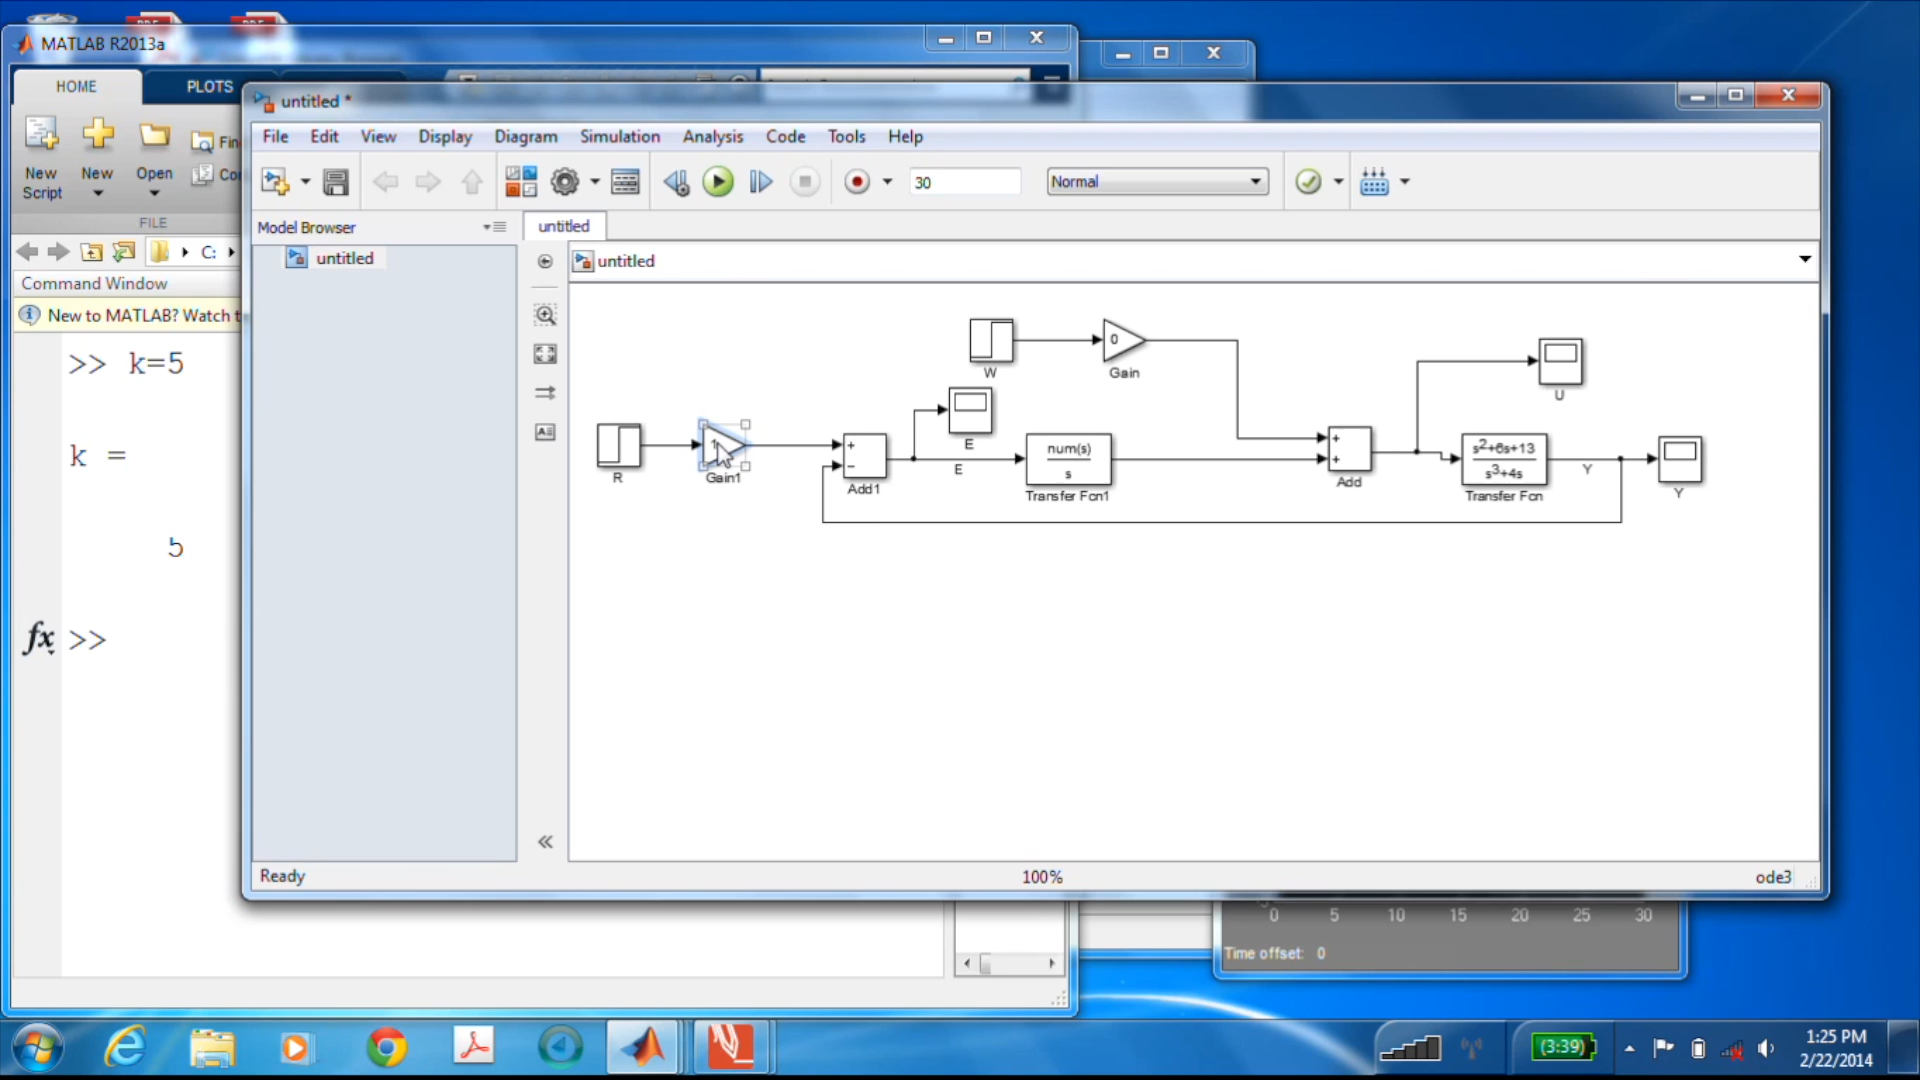 MATLAB R2013a
HOME
PLOTS
New Script
New
Open
FILE
C:
Command Window
New to MATLAB? Watch
>> k=5
k =
5
fx >>
untitled *
File Edit View Display Diagram Simulation Analysis Code Tools Help
30
Normal
Model Browser
untitled
untitled
untitled
W
0
Gain
E
U
R
1
Gain1
+
−
Add1
E
num(s)
s
Transfer Fcn1
+
+
Add
s2+6s+13
s3+4s
Transfer Fcn
Y
Y
Ready
100%
ode3
0 5 10 15 20 25 30
Time offset: 0
(3:39)
1:25 PM
2/22/2014